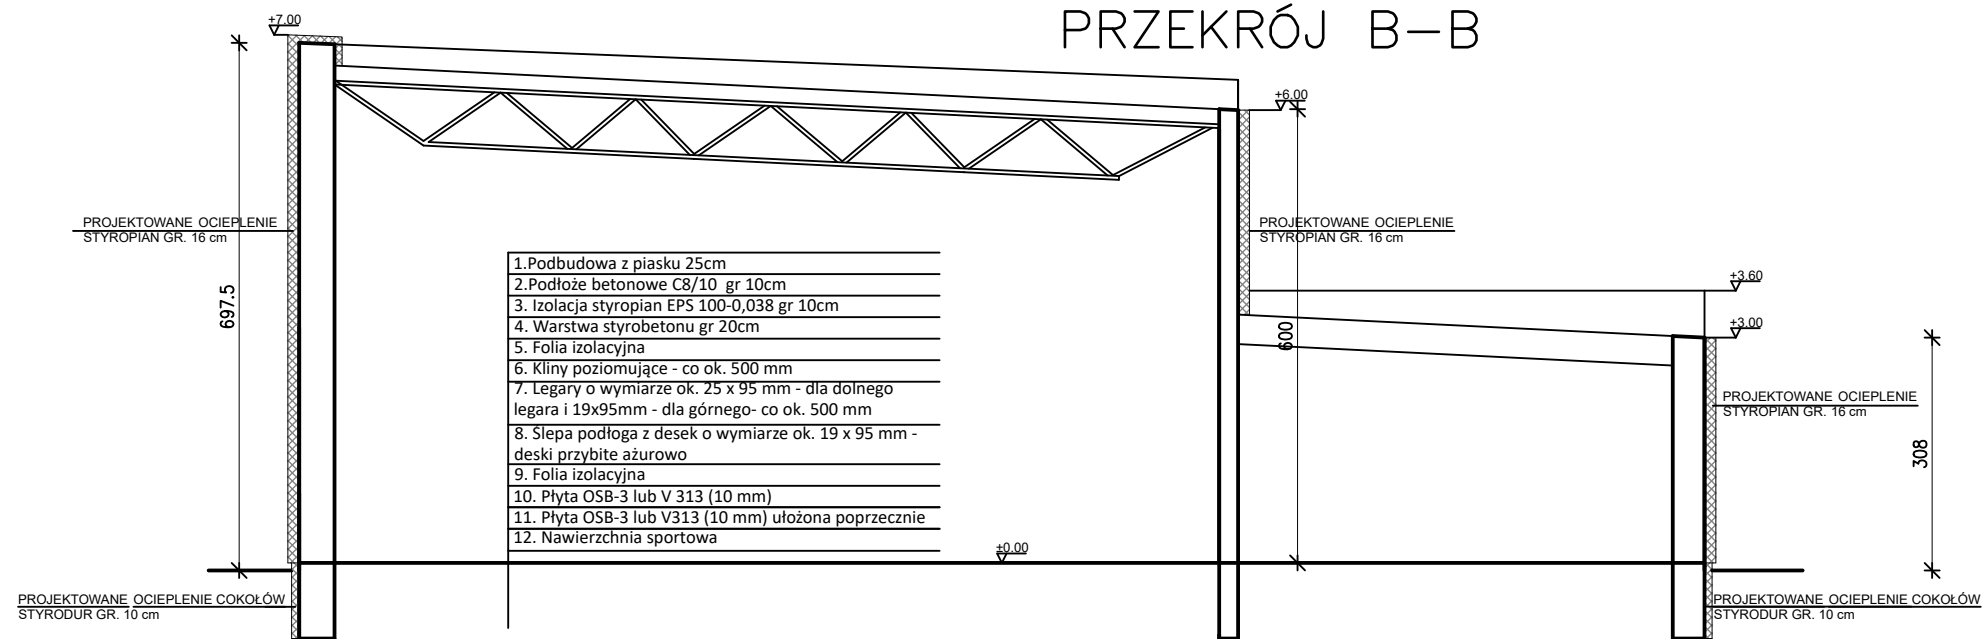 PRZEKRÓJ B-B
+7.00
+6.00
PROJEKTOWANE OCIEPLENIE
STYROPIAN GR. 16 cm
PROJEKTOWANE OCIEPLENIE
STYROPIAN GR. 16 cm
1.Podbudowa z piasku 25cm
2.Podłoże betonowe C8/10 gr 10cm
3. Izolacja styropian EPS 100-0,038 gr 10cm
4. Warstwa styrobetonu gr 20cm
5. Folia izolacyjna
6. Kliny poziomujące - co ok. 500 mm
7. Legary o wymiarze ok. 25 x 95 mm - dla dolnego
legara i 19x95mm - dla górnego- co ok. 500 mm
8. Ślepa podłoga z desek o wymiarze ok. 19 x 95 mm -
deski przybite ażurowo
9. Folia izolacyjna
10. Płyta OSB-3 lub V 313 (10 mm)
11. Płyta OSB-3 lub V313 (10 mm) ułożona poprzecznie
12. Nawierzchnia sportowa
697.5
600
+3.60
+3.00
PROJEKTOWANE OCIEPLENIE
STYROPIAN GR. 16 cm
308
±0.00
PROJEKTOWANE OCIEPLENIE COKOŁÓW
STYRODUR GR. 10 cm
PROJEKTOWANE OCIEPLENIE COKOŁÓW
STYRODUR GR. 10 cm